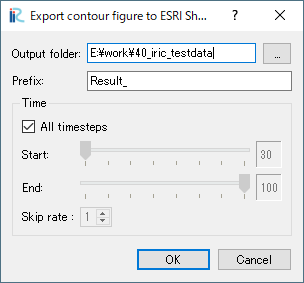 Export contour figure to ESRI Sh...
Output folder: E:¥work¥40_iric_testdata ...
Prefix: Result_
Time
All timesteps
Start: 30
End: 100
Skip rate : 1
OK Cancel